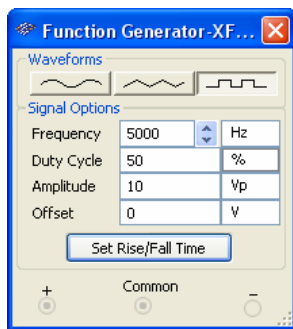 Function Generator-XF...
Waveforms
Signal Options
Frequency 5000 Hz
Duty Cycle 50 %
Amplitude 10 Vp
Offset 0 V
Set Rise/Fall Time
+ Common −